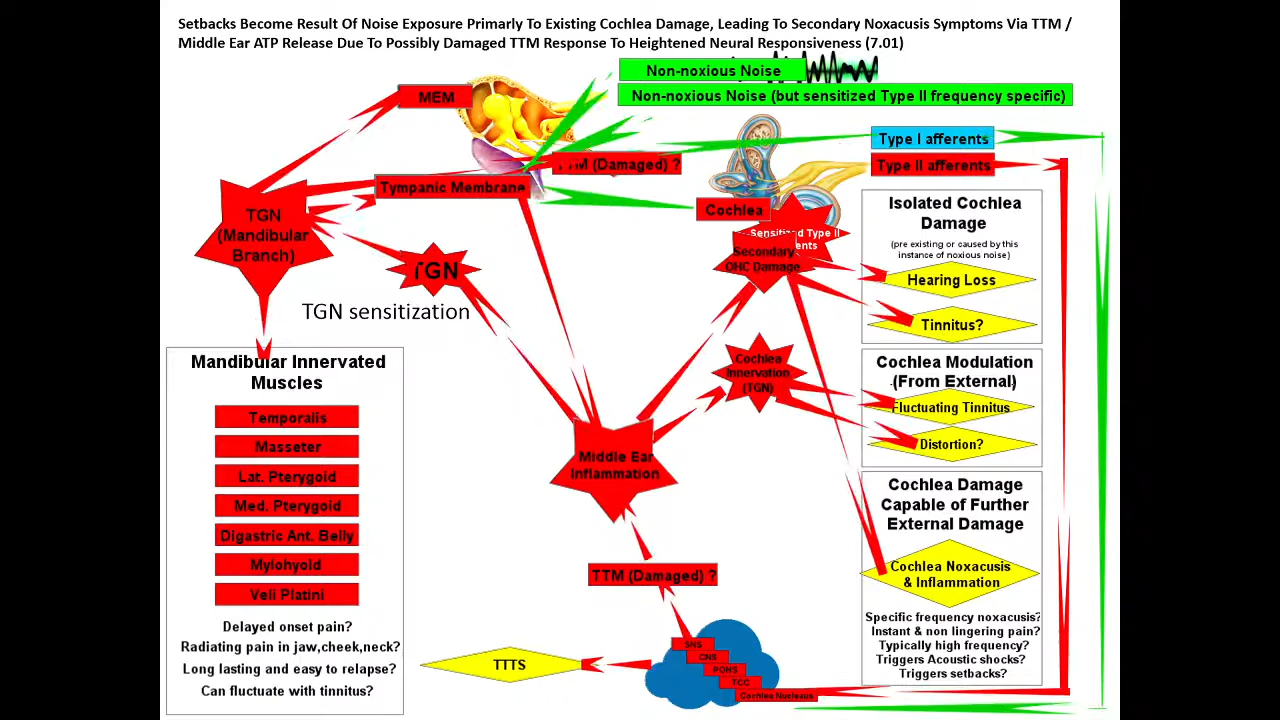 Setbacks Become Result Of Noise Exposure Primarly To Existing Cochlea Damage, Leading To Secondary Noxacusis Symptoms Via TTM /
Middle Ear ATP Release Due To Possibly Damaged TTM Response To Heightened Neural Responsiveness (7.01)
Non-noxious Noise
Non-noxious Noise (but sensitized Type II frequency specific)
MEM
Type I afferents
Type II afferents
(Damaged) ?
Tympanic Membrane
Cochlea
TGN
(Mandibular
Branch)
TGN
TGN sensitization
Sensitized Type II
Secondary
OHC Damage
Isolated Cochlea
Damage
(pre existing or caused by this
instance of noxious noise)
Hearing Loss
Tinnitus?
Cochlea
Innervation
(TGN)
Cochlea Modulation
(From External)
Fluctuating Tinnitus
Distortion?
Mandibular Innervated
Muscles
Temporalis
Masseter
Lat. Pterygoid
Med. Pterygoid
Digastric Ant. Belly
Mylohyoid
Veli Platini
Delayed onset pain?
Radiating pain in jaw,cheek,neck?
Long lasting and easy to relapse?
Can fluctuate with tinnitus?
Middle Ear
Inflammation
TTM (Damaged) ?
Cochlea Damage
Capable of Further
External Damage
Cochlea Noxacusis
& Inflammation
Specific frequency noxacusis?
Instant & non lingering pain?
Typically high frequency?
Triggers Acoustic shocks?
Triggers setbacks?
TTTS
SNS
CNS
PONS
TCC
Cochlea Nucleus